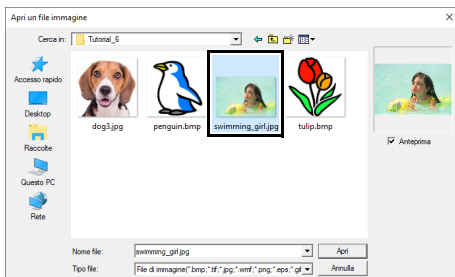 Apri un file immagine
Cerca in:
Tutorial_6
Accesso rapido
Desktop
Raccolte
Questo PC
Rete
dog3.jpg
penguin.bmp
swimming_girl.jpg
tulip.bmp
Anteprima
Nome file:
swimming_girl.jpg
Apri
Tipo file:
File di immagine(*.bmp;*.tif;*.jpg;*.wmf;*.png;*.eps;*.gif
Annulla